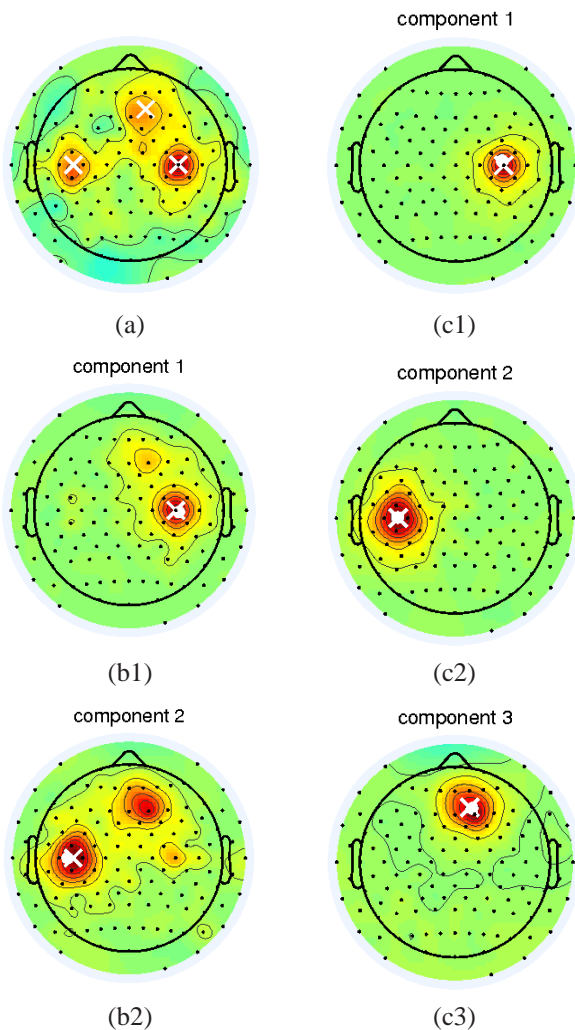 component 1
(a)
(c1)
component 1
component 2
(b1)
(c2)
component 2
component 3
(b2)
(c3)